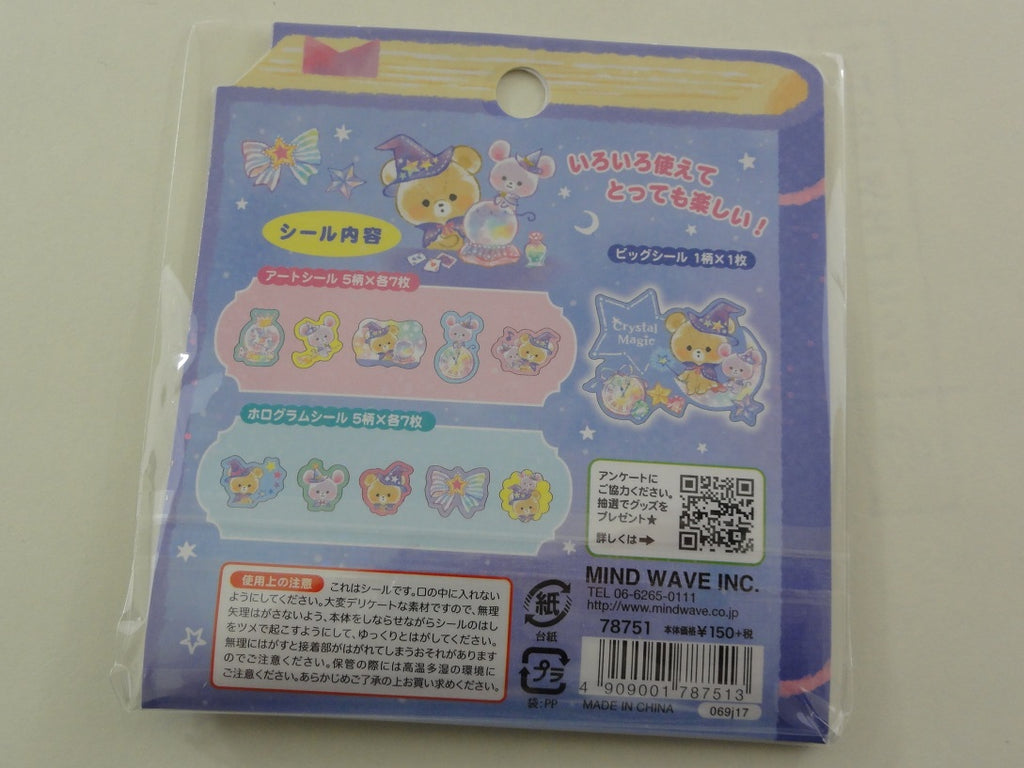 いろいろ使えて
とっても楽しい！
シール内容
ビッグシール 1柄×1枚
アートシール 5柄×各7枚
Crystal
Magic
ホログラムシール 5柄×各7枚
アンケートに
ご協力ください。
抽選でグッズを
プレゼント★
詳しくは➡
使用上の注意 これはシールです。口の中に入れない
ようにしてください。大変デリケートな素材ですので、無理
矢理はがさないよう、本体をしならせながらシールのはし
をツメで起こすようにして、ゆっくりとはがしてください。
無理にはがすと接着部がはがれてしまうおそれがあります
のでご注意ください。保管の際には高温多湿の環境に
ご注意ください。あらかじめご了承の上お買い求めください。
紙
台紙
プラ
袋:PP
MIND WAVE INC.
TEL 06-6265-0111
http://www.mindwave.co.jp
78751 本体価格¥150+税
4 909001 787513
MADE IN CHINA 069j17